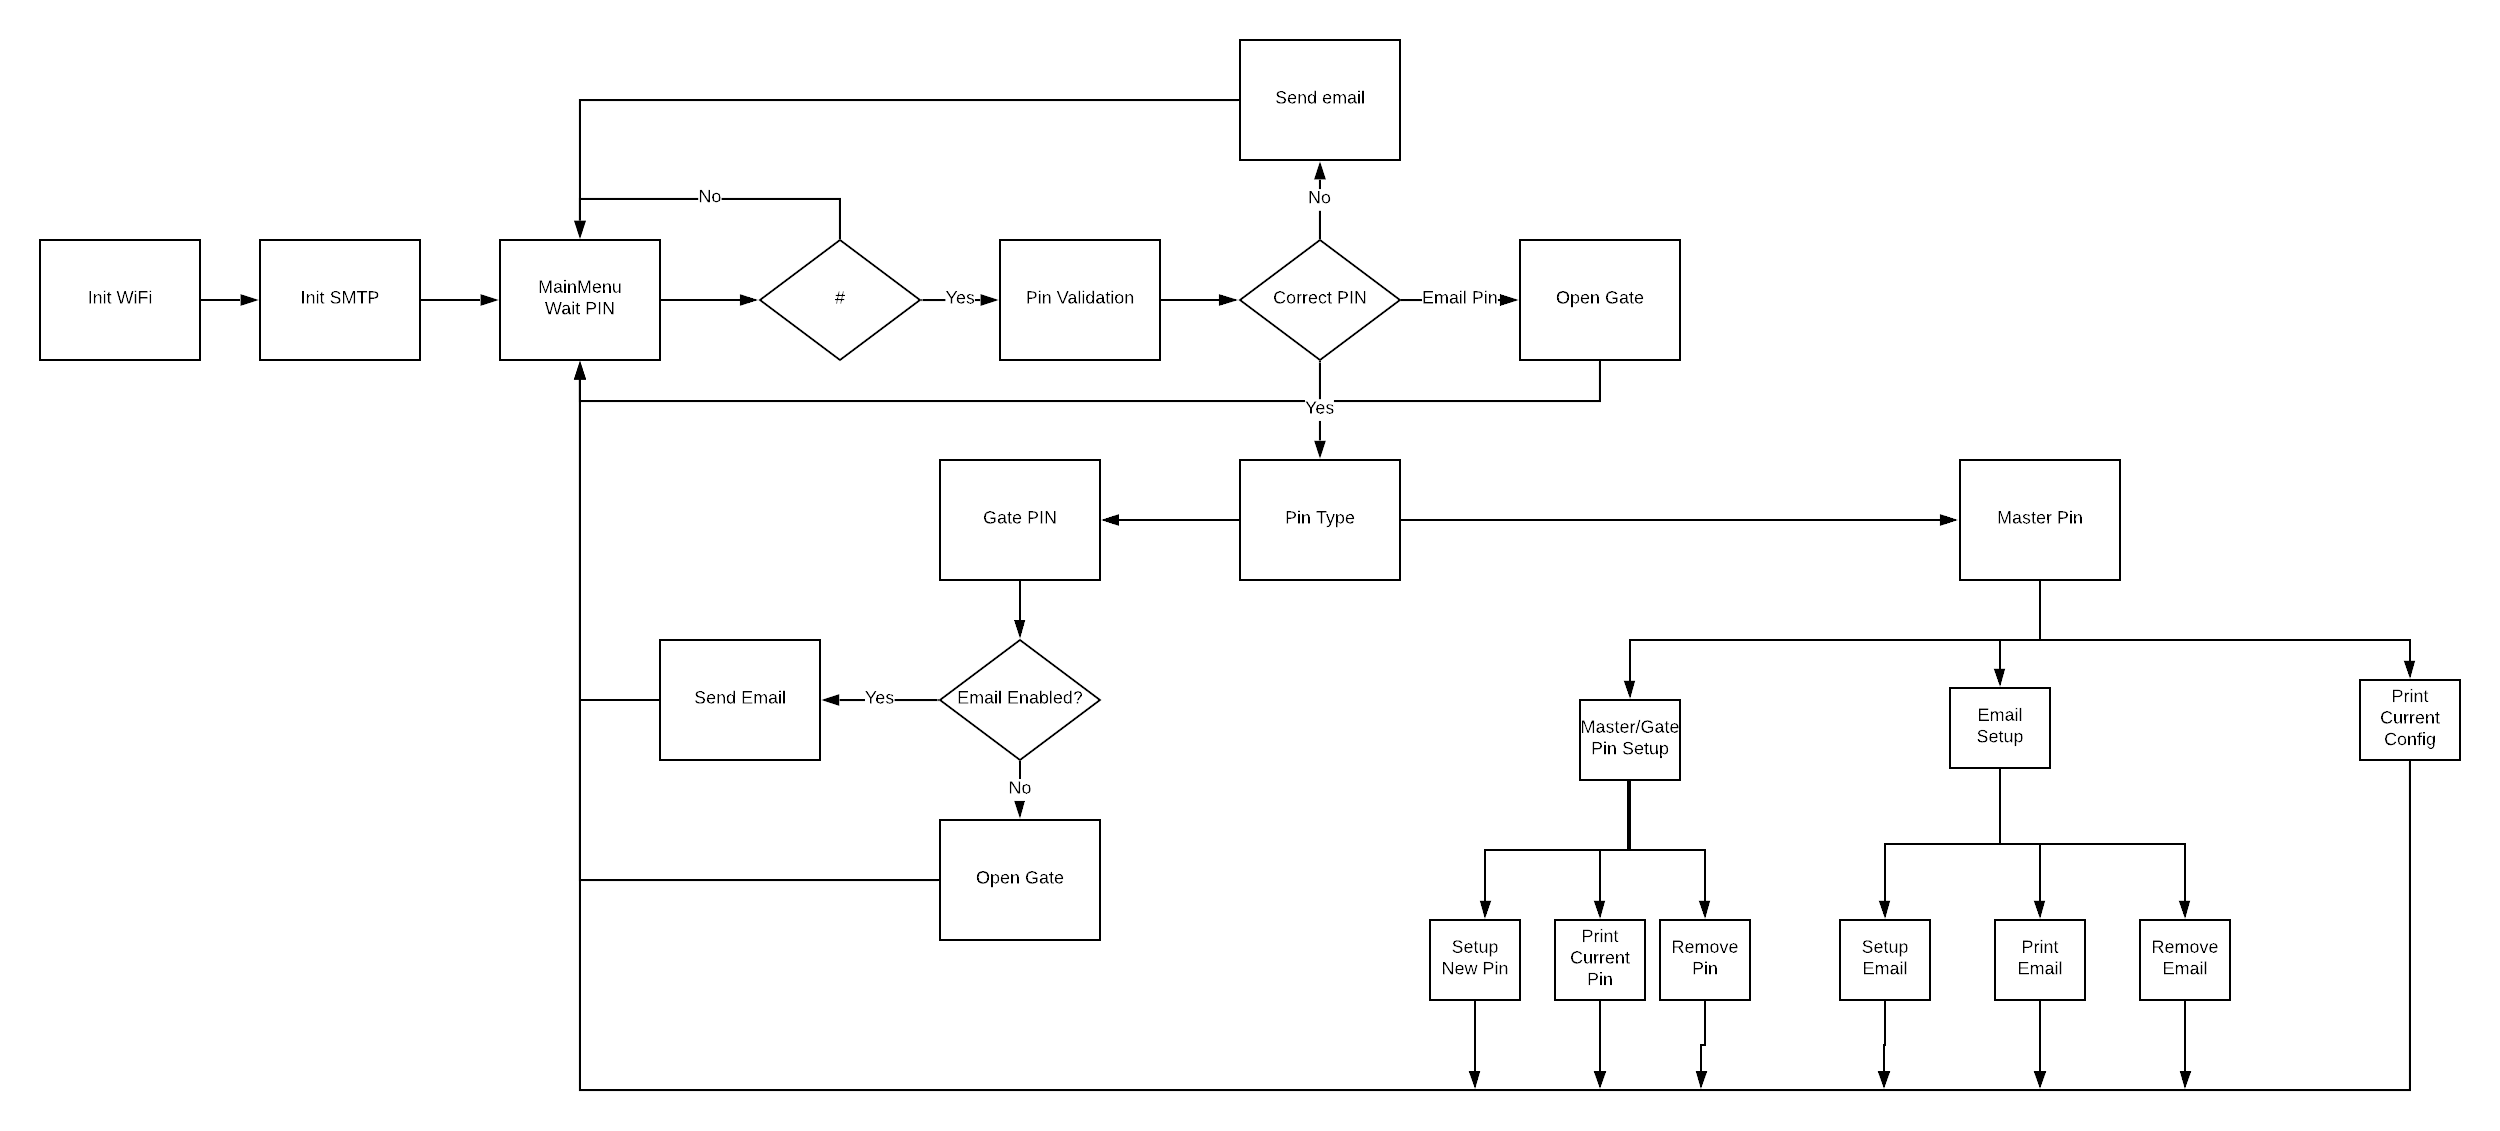 Send email
No
No
Init WiFi
Init SMTP
MainMenu
Wait PIN
#
Yes
Pin Validation
Correct PIN
Email Pin
Open Gate
Yes
Gate PIN
Pin Type
Master Pin
Send Email
Yes
Email Enabled?
Master/Gate
Pin Setup
Email
Setup
Print
Current
Config
No
Open Gate
Setup
New Pin
Print
Current
Pin
Remove
Pin
Setup
Email
Print
Email
Remove
Email